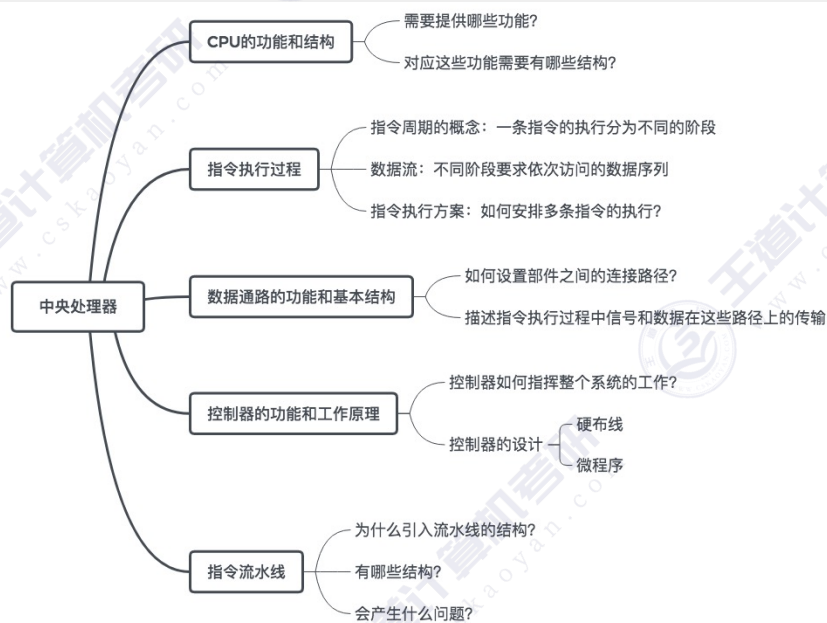 CPU的功能和结构
需要提供哪些功能？
对应这些功能需要有哪些结构？
指令执行过程
指令周期的概念：一条指令的执行分为不同的阶段
数据流：不同阶段要求依次访问的数据序列
指令执行方案：如何安排多条指令的执行？
中央处理器
数据通路的功能和基本结构
如何设置部件之间的连接路径？
描述指令执行过程中信号和数据在这些路径上的传输
控制器的功能和工作原理
控制器如何指挥整个系统的工作？
控制器的设计
硬布线
微程序
指令流水线
为什么引入流水线的结构？
有哪些结构？
会产生什么问题？
王道计算机考研
www.cskaoyan.com